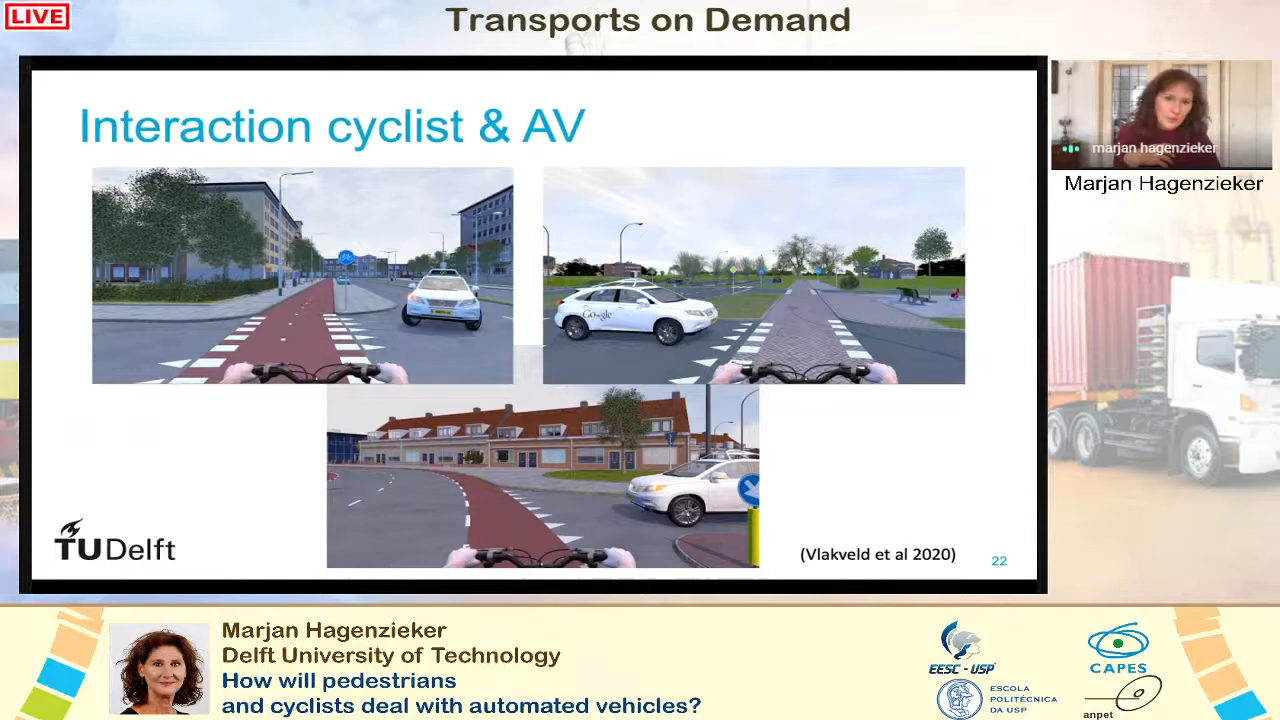 LIVE
Transports on Demand
Interaction cyclist & AV
marjan hagenzieker
Marjan Hagenzieker
Google
TUDelft
(Vlakveld et al 2020)
22
Marjan Hagenzieker
Delft University of Technology
How will pedestrians
and cyclists deal with automated vehicles?
EESC - USP
CAPES
ESCOLA
POLITÉCNICA
DA USP
anpet